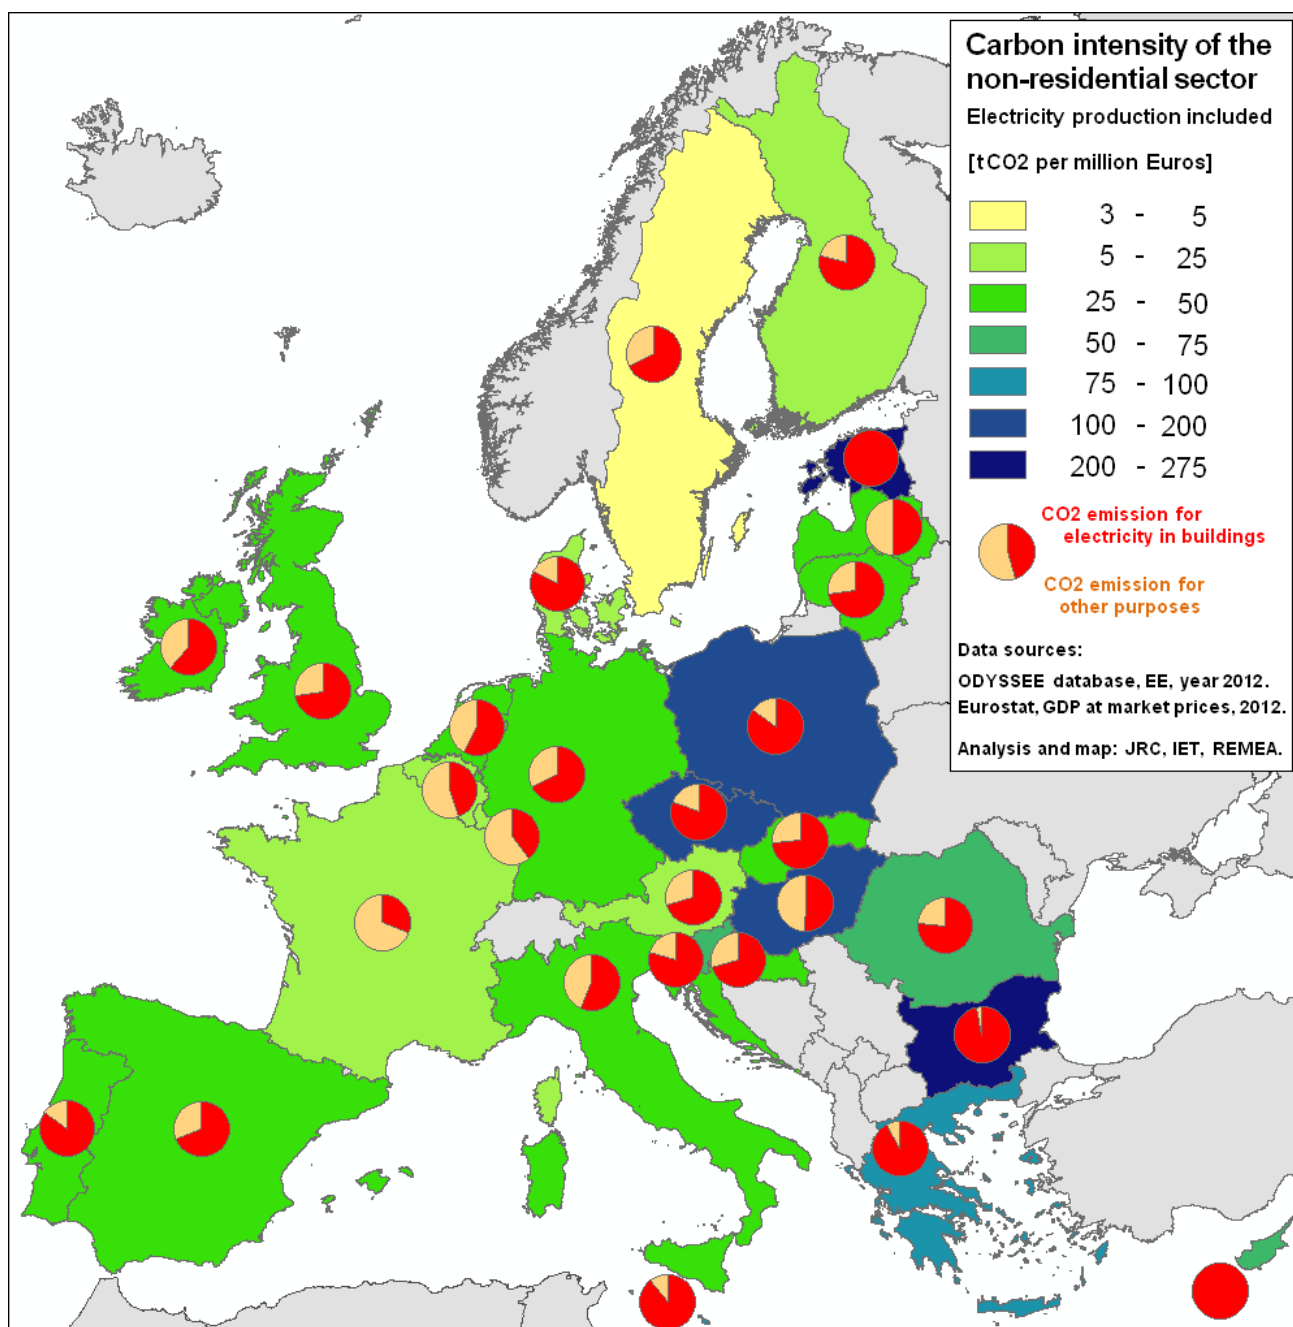 Carbon intensity of the
non-residential sector
Electricity production included
[tCO2 per million Euros]
3 - 5
5 - 25
25 - 50
50 - 75
75 - 100
100 - 200
200 - 275
CO2 emission for
electricity in buildings
CO2 emission for
other purposes
Data sources:
ODYSSEE database, EE, year 2012.
Eurostat, GDP at market prices, 2012.
Analysis and map: JRC, IET, REMEA.